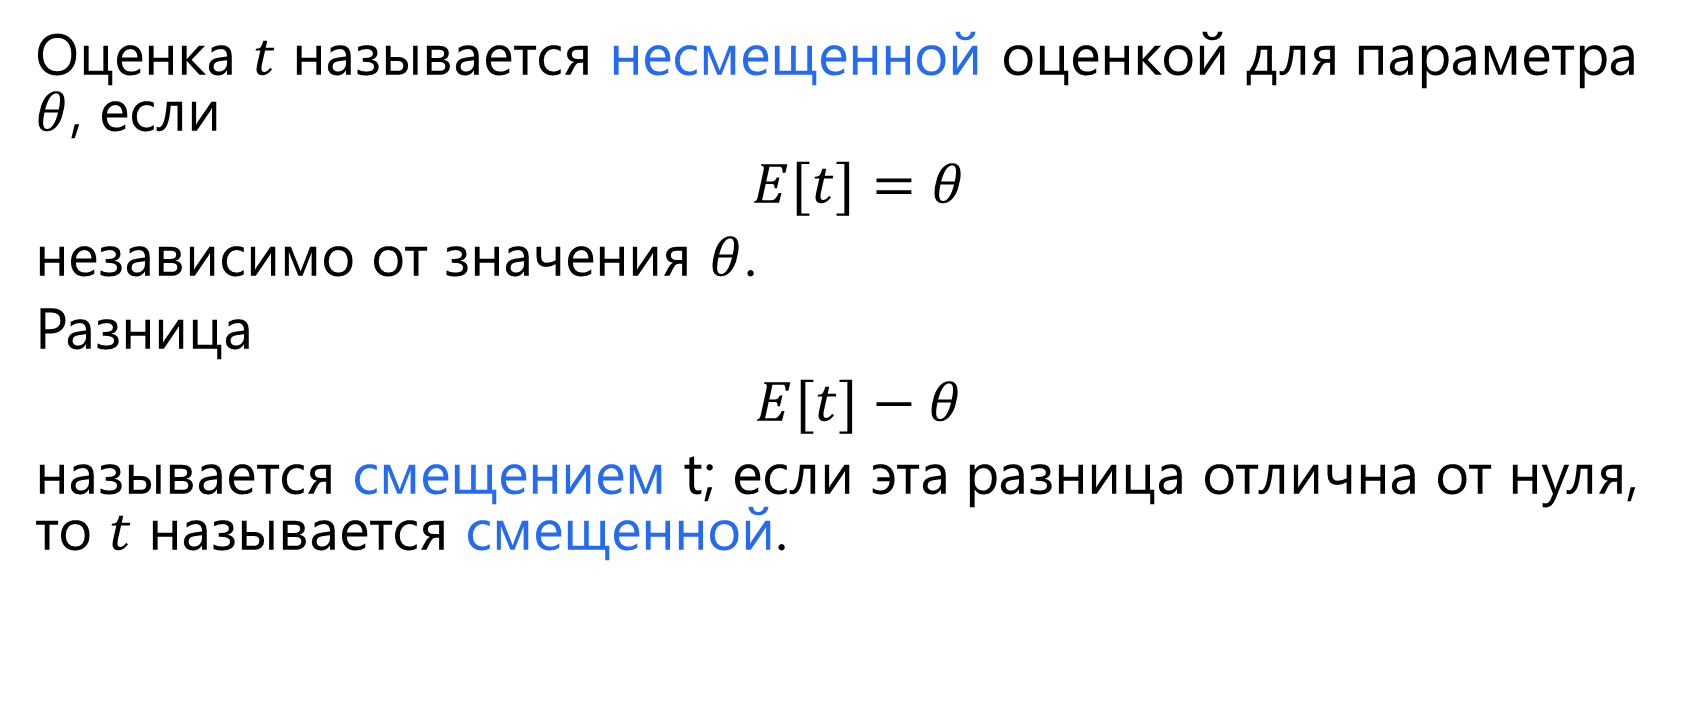 Оценка t называется несмещенной оценкой для параметра
θ, если
E[t] = θ
независимо от значения θ.
Разница
E[t] − θ
называется смещением t; если эта разница отлична от нуля,
то t называется смещенной.